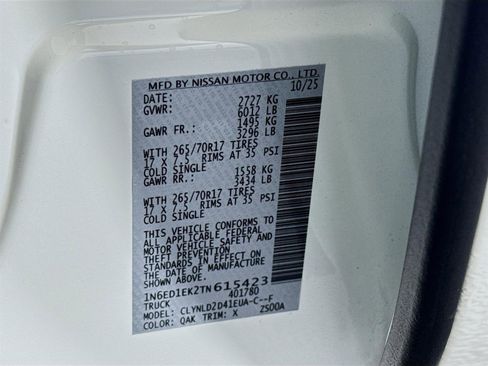 MFD BY NISSAN MOTOR CO., LTD.
DATE: 10/25
GVWR: 2727 KG
6012 LB
GAWR FR.: 1495 KG
3296 LB
WITH 265/70R17 TIRES
17 X 7.5 RIMS AT 35 PSI
COLD SINGLE
GAWR RR.: 1558 KG
3434 LB
WITH 265/70R17 TIRES
17 X 7.5 RIMS AT 35 PSI
COLD SINGLE
THIS VEHICLE CONFORMS TO
ALL APPLICABLE FEDERAL
MOTOR VEHICLE SAFETY AND
THEFT PREVENTION
STANDARDS IN EFFECT ON
THE DATE OF MANUFACTURE
SHOWN ABOVE.
1N6ED1EK2TN615423
TRUCK 401780
MODEL: CLYNLD2D41EUA-C--F
COLOR: QAK TRIM: X ZS00A